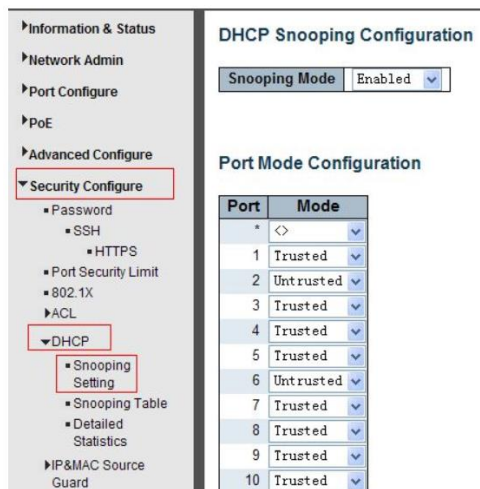 Information & Status
Network Admin
Port Configure
PoE
Advanced Configure
Security Configure
Password
SSH
HTTPS
Port Security Limit
802.1X
ACL
DHCP
Snooping
Setting
Snooping Table
Detailed
Statistics
IP&MAC Source
Guard
DHCP Snooping Configuration
Snooping Mode Enabled
Port Mode Configuration
Port Mode
* <>
1 Trusted
2 Untrusted
3 Trusted
4 Trusted
5 Trusted
6 Untrusted
7 Trusted
8 Trusted
9 Trusted
10 Trusted